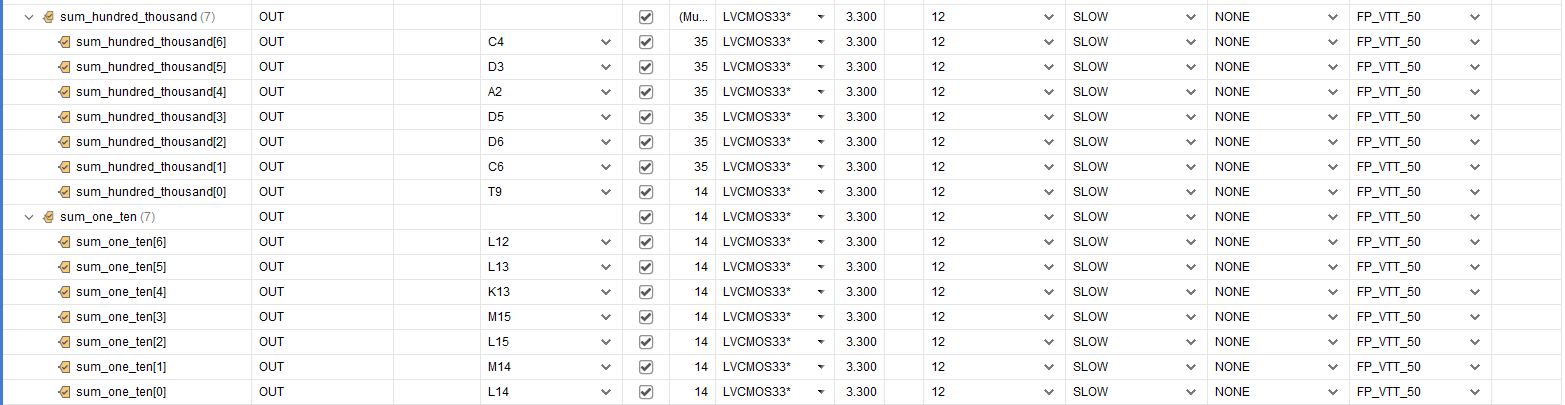 sum_hundred_thousand (7) OUT (Mu... LVCMOS33* 3.300 12 SLOW NONE FP_VTT_50
sum_hundred_thousand[6] OUT C4 35 LVCMOS33* 3.300 12 SLOW NONE FP_VTT_50
sum_hundred_thousand[5] OUT D3 35 LVCMOS33* 3.300 12 SLOW NONE FP_VTT_50
sum_hundred_thousand[4] OUT A2 35 LVCMOS33* 3.300 12 SLOW NONE FP_VTT_50
sum_hundred_thousand[3] OUT D5 35 LVCMOS33* 3.300 12 SLOW NONE FP_VTT_50
sum_hundred_thousand[2] OUT D6 35 LVCMOS33* 3.300 12 SLOW NONE FP_VTT_50
sum_hundred_thousand[1] OUT C6 35 LVCMOS33* 3.300 12 SLOW NONE FP_VTT_50
sum_hundred_thousand[0] OUT T9 14 LVCMOS33* 3.300 12 SLOW NONE FP_VTT_50
sum_one_ten (7) OUT 14 LVCMOS33* 3.300 12 SLOW NONE FP_VTT_50
sum_one_ten[6] OUT L12 14 LVCMOS33* 3.300 12 SLOW NONE FP_VTT_50
sum_one_ten[5] OUT L13 14 LVCMOS33* 3.300 12 SLOW NONE FP_VTT_50
sum_one_ten[4] OUT K13 14 LVCMOS33* 3.300 12 SLOW NONE FP_VTT_50
sum_one_ten[3] OUT M15 14 LVCMOS33* 3.300 12 SLOW NONE FP_VTT_50
sum_one_ten[2] OUT L15 14 LVCMOS33* 3.300 12 SLOW NONE FP_VTT_50
sum_one_ten[1] OUT M14 14 LVCMOS33* 3.300 12 SLOW NONE FP_VTT_50
sum_one_ten[0] OUT L14 14 LVCMOS33* 3.300 12 SLOW NONE FP_VTT_50